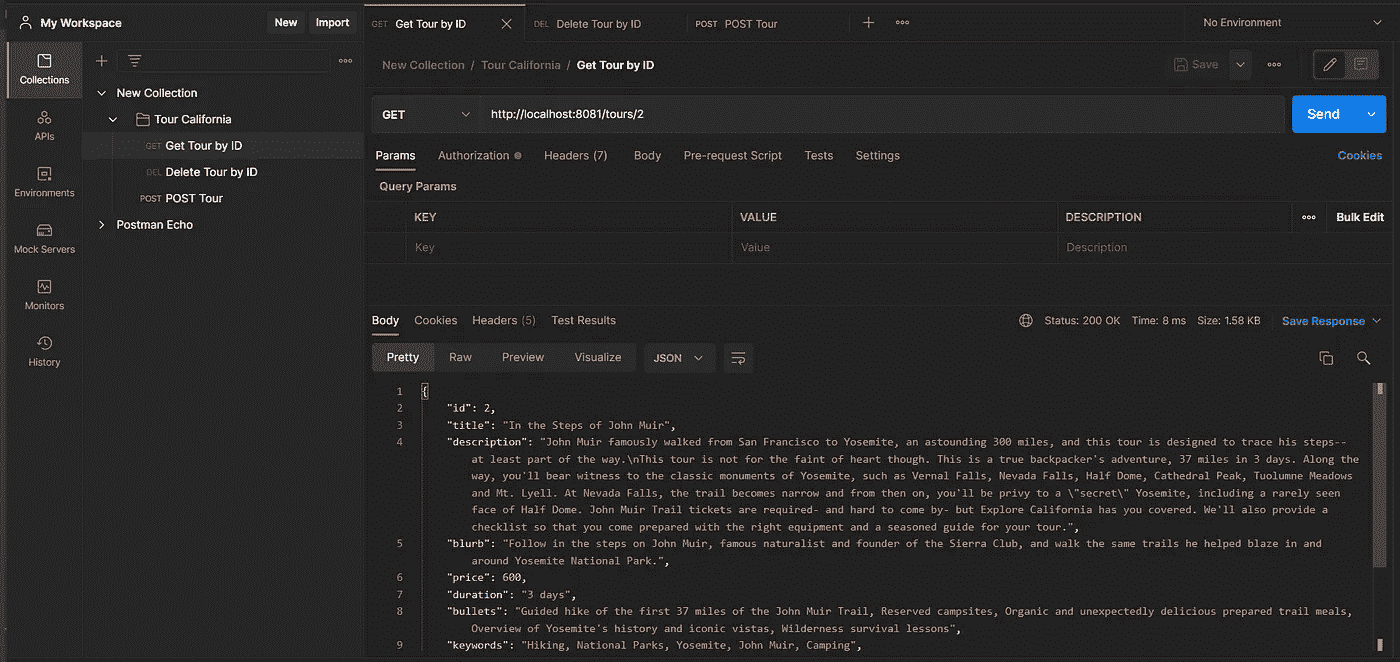 My Workspace
New
Import
GET Get Tour by ID
DEL Delete Tour by ID
POST POST Tour
No Environment
Collections
APIs
Environments
Mock Servers
Monitors
History
New Collection
Tour California
GET Get Tour by ID
DEL Delete Tour by ID
POST POST Tour
Postman Echo
New Collection / Tour California / Get Tour by ID
Save
GET
http://localhost:8081/tours/2
Send
Params Authorization Headers (7) Body Pre-request Script Tests Settings
Cookies
Query Params
KEY VALUE DESCRIPTION
Bulk Edit
Key Value Description
Body Cookies Headers (5) Test Results
Status: 200 OK Time: 8 ms Size: 1.58 KB
Save Response
Pretty Raw Preview Visualize JSON
1 {
2 "id": 2,
3 "title": "In the Steps of John Muir",
4 "description": "John Muir famously walked from San Francisco to Yosemite, an astounding 300 miles, and this tour is designed to trace his steps--
at least part of the way.\nThis tour is not for the faint of heart though. This is a true backpacker's adventure, 37 miles in 3 days. Along the
way, you'll bear witness to the classic monuments of Yosemite, such as Vernal Falls, Nevada Falls, Half Dome, Cathedral Peak, Tuolumne Meadows
and Mt. Lyell. At Nevada Falls, the trail becomes narrow and from then on, you'll be privy to a \"secret\" Yosemite, including a rarely seen
face of Half Dome. John Muir Trail tickets are required- and hard to come by- but Explore California has you covered. We'll also provide a
checklist so that you come prepared with the right equipment and a seasoned guide for your tour.",
5 "blurb": "Follow in the steps on John Muir, famous naturalist and founder of the Sierra Club, and walk the same trails he helped blaze in and
around Yosemite National Park.",
6 "price": 600,
7 "duration": "3 days",
8 "bullets": "Guided hike of the first 37 miles of the John Muir Trail, Reserved campsites, Organic and unexpectedly delicious prepared trail meals,
Overview of Yosemite's history and iconic vistas, Wilderness survival lessons",
9 "keywords": "Hiking, National Parks, Yosemite, John Muir, Camping",